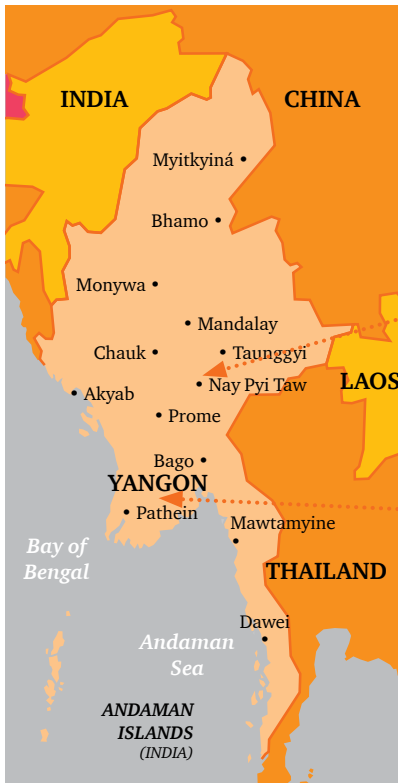 INDIA
CHINA
Myitkyiná
Bhamo
Monywa
Mandalay
Chauk
Taunggyi
Nay Pyi Taw
LAOS
Akyab
Prome
Bago
YANGON
Pathein
Mawtamyine
Bay of
Bengal
THAILAND
Dawei
Andaman
Sea
ANDAMAN
ISLANDS
(INDIA)